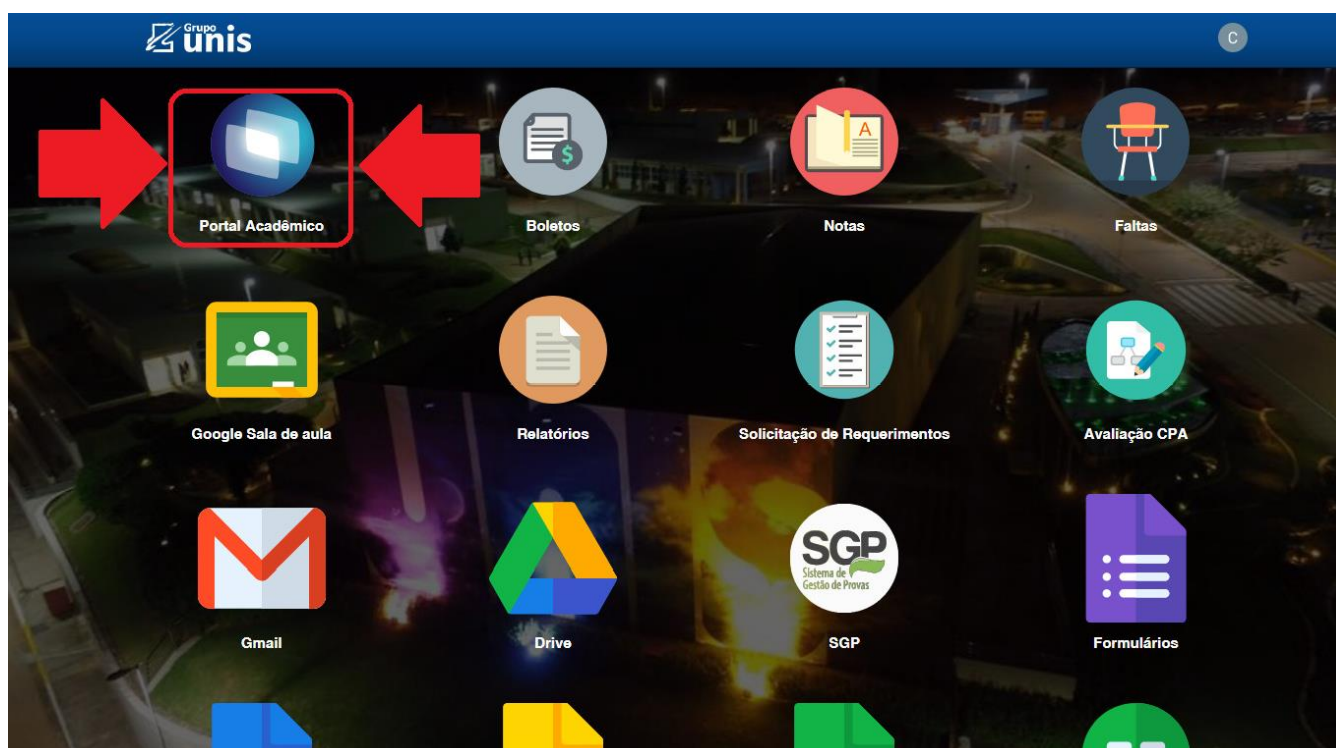 Grupo
unis
C
Portal Acadêmico
Boletos
A
Notas
Faltas
$
Google Sala de aula
Relatórios
Solicitação de Requerimentos
Avaliação CPA
SGP
Sistema de
Gestão de Provas
Gmail
Drive
SGP
Formulários